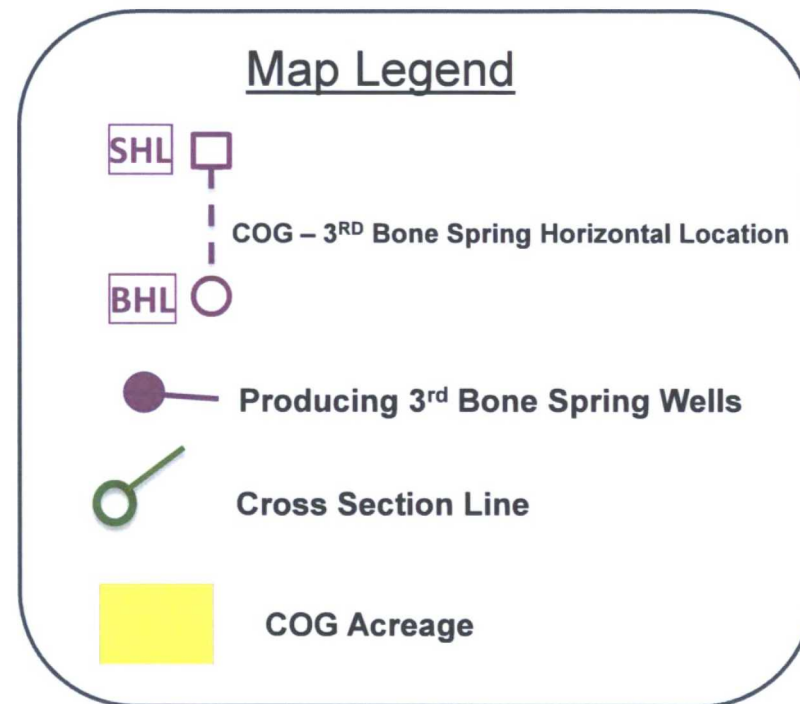 Map Legend
SHL
COG – 3RD Bone Spring Horizontal Location
BHL
Producing 3rd Bone Spring Wells
Cross Section Line
COG Acreage